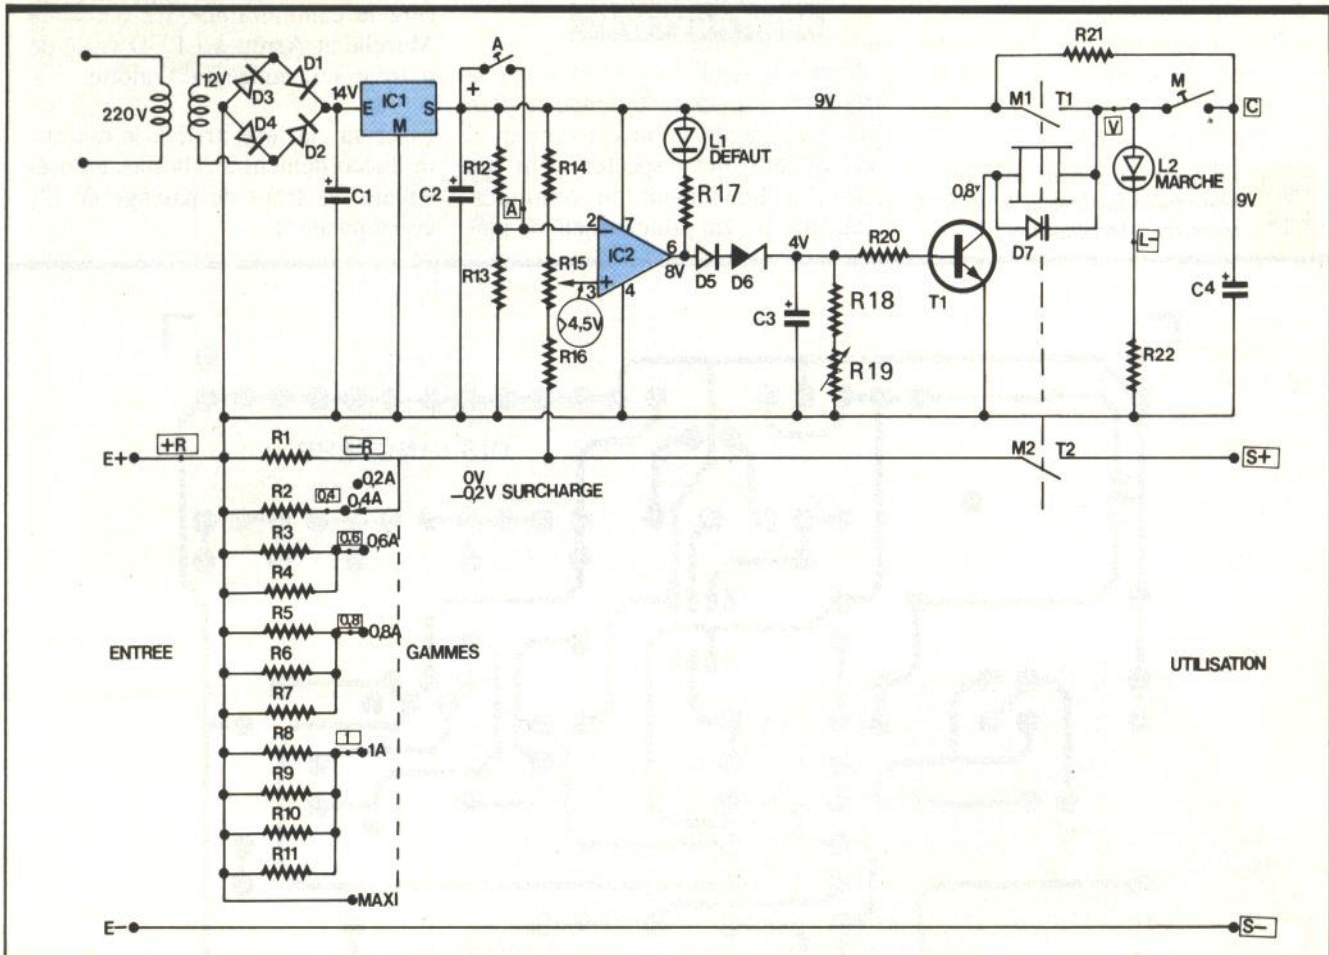 R21
A
D1
12V
D3
14V
E IC1 S
+
9V
M1 T1
M
C
V
220V
D4
M
L1
DEFAUT
D2
R12
R14
L2
MARCHE
+
C1
C2
+
R17
A
0,8V
9V
2
−
7
IC2
6
8V
4V
R20
D7
L−
R13
R15
+
3
4
D5
D6
T1
+
C4
C3
+
R18
4,5V
R16
R19
R22
+R
R1
−R
E+
M2 T2
S+
0,2A
0V
−0,2V SURCHARGE
R2
0,4
0,4A
R3
0,6
0,6A
R4
R5
0,8
0,8A
ENTREE
R6
GAMMES
UTILISATION
R7
R8
1
1A
R9
R10
R11
MAXI
E−
S−